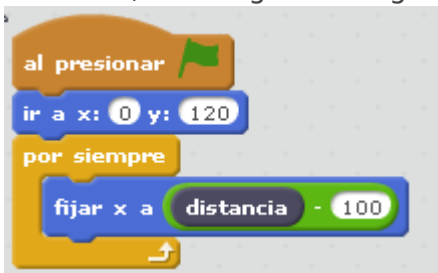 al presionar
ir a x: 0 y: 120
por siempre
fijar x a distancia - 100